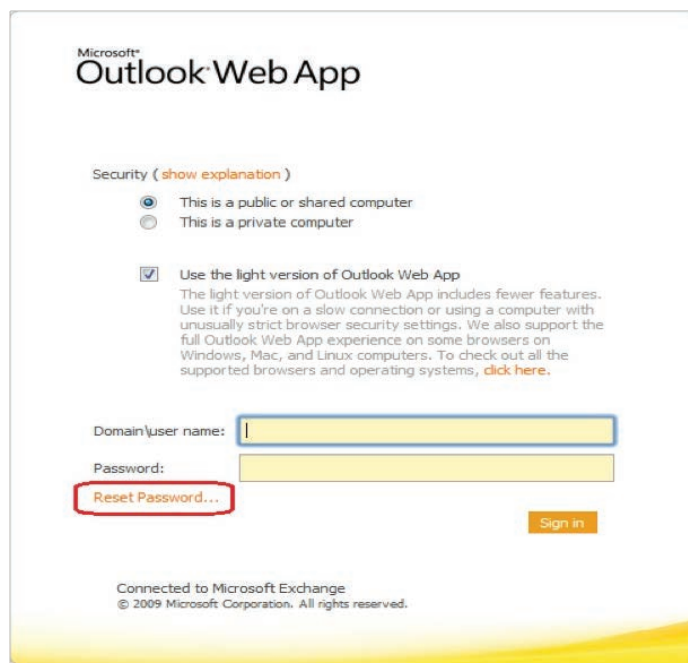 Microsoft®
Outlook® Web App
Security ( show explanation )
This is a public or shared computer
This is a private computer
Use the light version of Outlook Web App
The light version of Outlook Web App includes fewer features.
Use it if you're on a slow connection or using a computer with
unusually strict browser security settings. We also support the
full Outlook Web App experience on some browsers on
Windows, Mac, and Linux computers. To check out all the
supported browsers and operating systems, click here.
Domain\user name:
Password:
Reset Password...
Sign in
Connected to Microsoft Exchange
© 2009 Microsoft Corporation. All rights reserved.